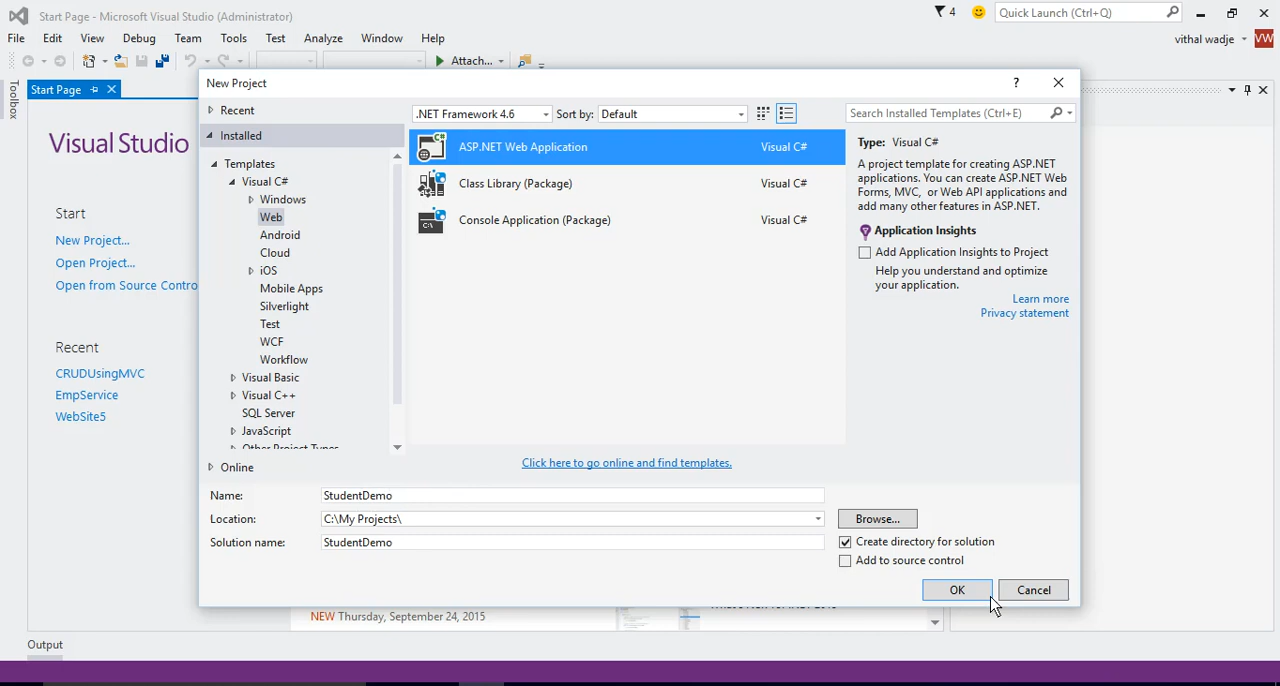 Start Page - Microsoft Visual Studio (Administrator)
4
Quick Launch (Ctrl+Q)
File Edit View Debug Team Tools Test Analyze Window Help
vithal wadje
VW
Attach...
Toolbox
Start Page
Visual Studio
Start
New Project...
Open Project...
Open from Source Contro
Recent
CRUDUsingMVC
EmpService
WebSite5
New Project
?
Recent
Installed
Templates
Visual C#
Windows
Web
Android
Cloud
iOS
Mobile Apps
Silverlight
Test
WCF
Workflow
Visual Basic
Visual C++
SQL Server
JavaScript
Other Project Types
Online
.NET Framework 4.6
Sort by: Default
Search Installed Templates (Ctrl+E)
C#
ASP.NET Web Application Visual C#
Class Library (Package) Visual C#
C:\
Console Application (Package) Visual C#
Click here to go online and find templates.
Type: Visual C#
A project template for creating ASP.NET
applications. You can create ASP.NET Web
Forms, MVC, or Web API applications and
add many other features in ASP.NET.
Application Insights
Add Application Insights to Project
Help you understand and optimize
your application.
Learn more
Privacy statement
Name: StudentDemo
Location: C:\My Projects\
Solution name: StudentDemo
Browse...
Create directory for solution
Add to source control
OK
Cancel
NEW Thursday, September 24, 2015
Output